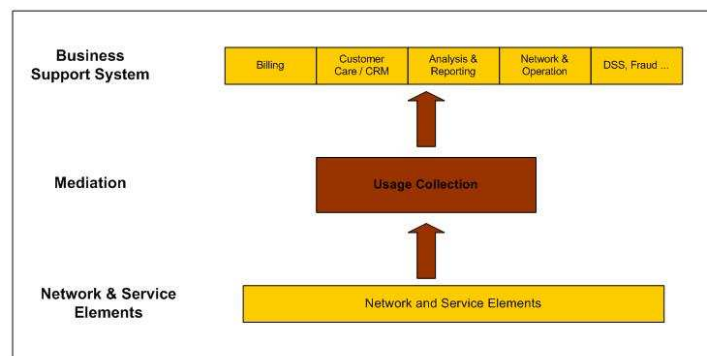 Business
Support System
Billing
Customer
Care / CRM
Analysis &
Reporting
Network &
Operation
DSS, Fraud ...
Mediation
Usage Collection
Network & Service
Elements
Network and Service Elements